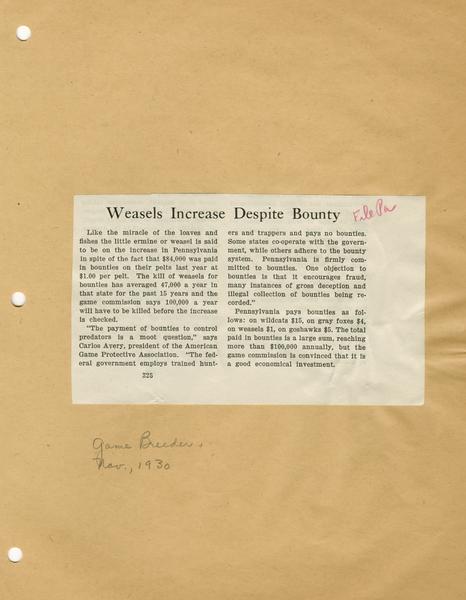 Weasels Increase Despite Bounty
File Pa
Like the miracle of the loaves and
fishes the little ermine or weasel is said
to be on the increase in Pennsylvania
in spite of the fact that $84,000 was paid
in bounties on their pelts last year at
$1.00 per pelt. The kill of weasels for
bounties has averaged 47,000 a year in
that state for the past 15 years and the
game commission says 100,000 a year
will have to be killed before the increase
is checked.
"The payment of bounties to control
predators is a moot question," says
Carlos Avery, president of the American
Game Protective Association. "The fed-
eral government employs trained hunt-
ers and trappers and pays no bounties.
Some states co-operate with the govern-
ment, while others adhere to the bounty
system. Pennsylvania is firmly com-
mitted to bounties. One objection to
bounties is that it encourages fraud,
many instances of gross deception and
illegal collection of bounties being re-
corded."
Pennsylvania pays bounties as fol-
lows: on wildcats $15, on gray foxes $4,
on weasels $1, on goshawks $5. The total
paid in bounties is a large sum, reaching
more than $100,000 annually, but the
game commission is convinced that it is
a good economical investment.
325
Game Breeder,
Nov., 1930